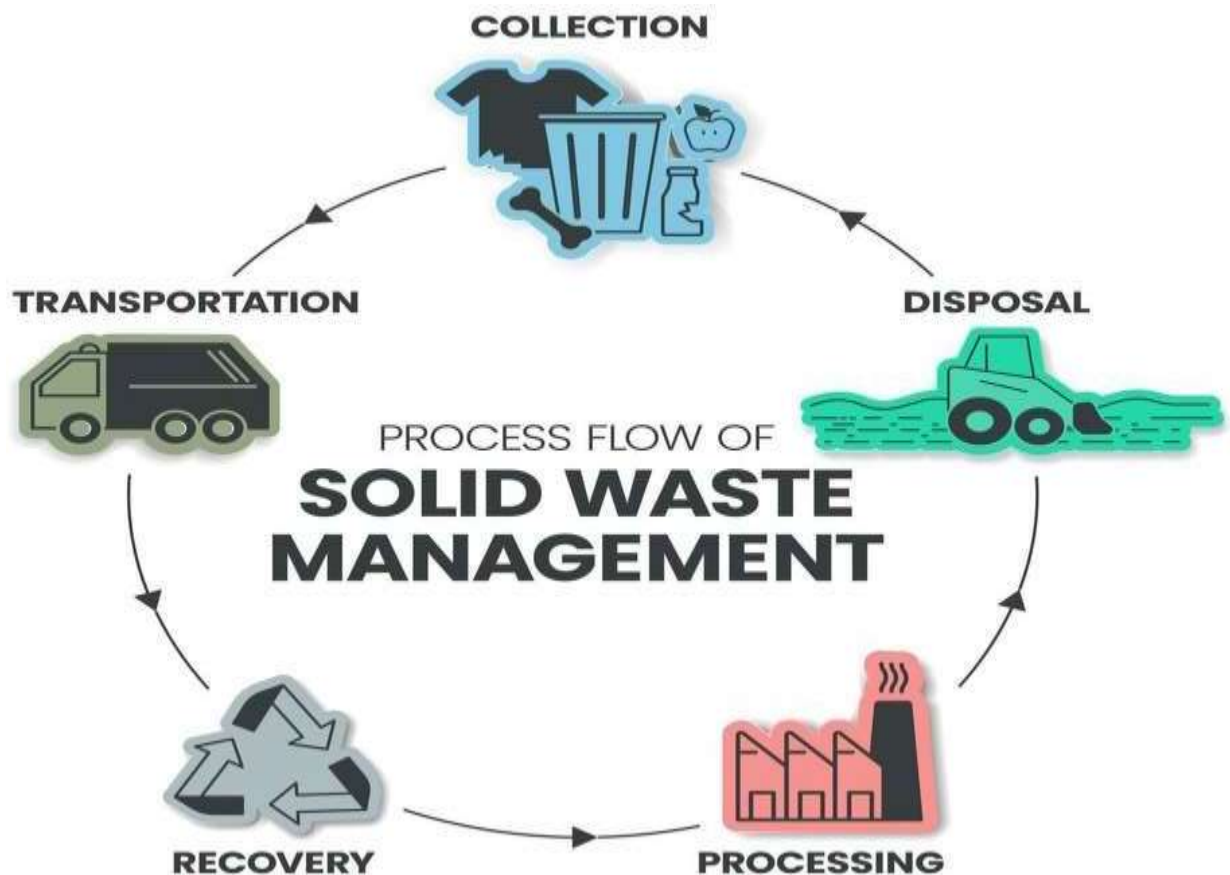 COLLECTION
TRANSPORTATION
DISPOSAL
PROCESS FLOW OF
SOLID WASTE
MANAGEMENT
RECOVERY
PROCESSING